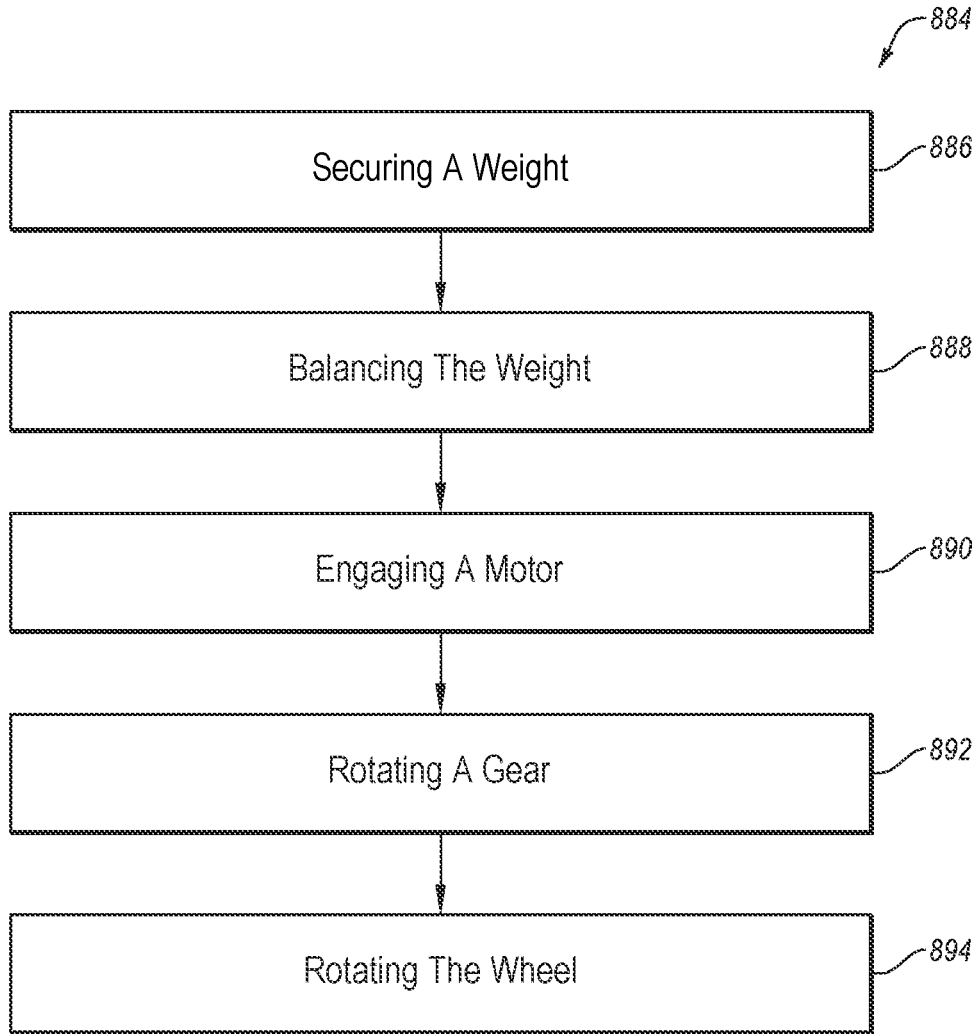 884
Securing A Weight
886
Balancing The Weight
888
Engaging A Motor
890
Rotating A Gear
892
Rotating The Wheel
894